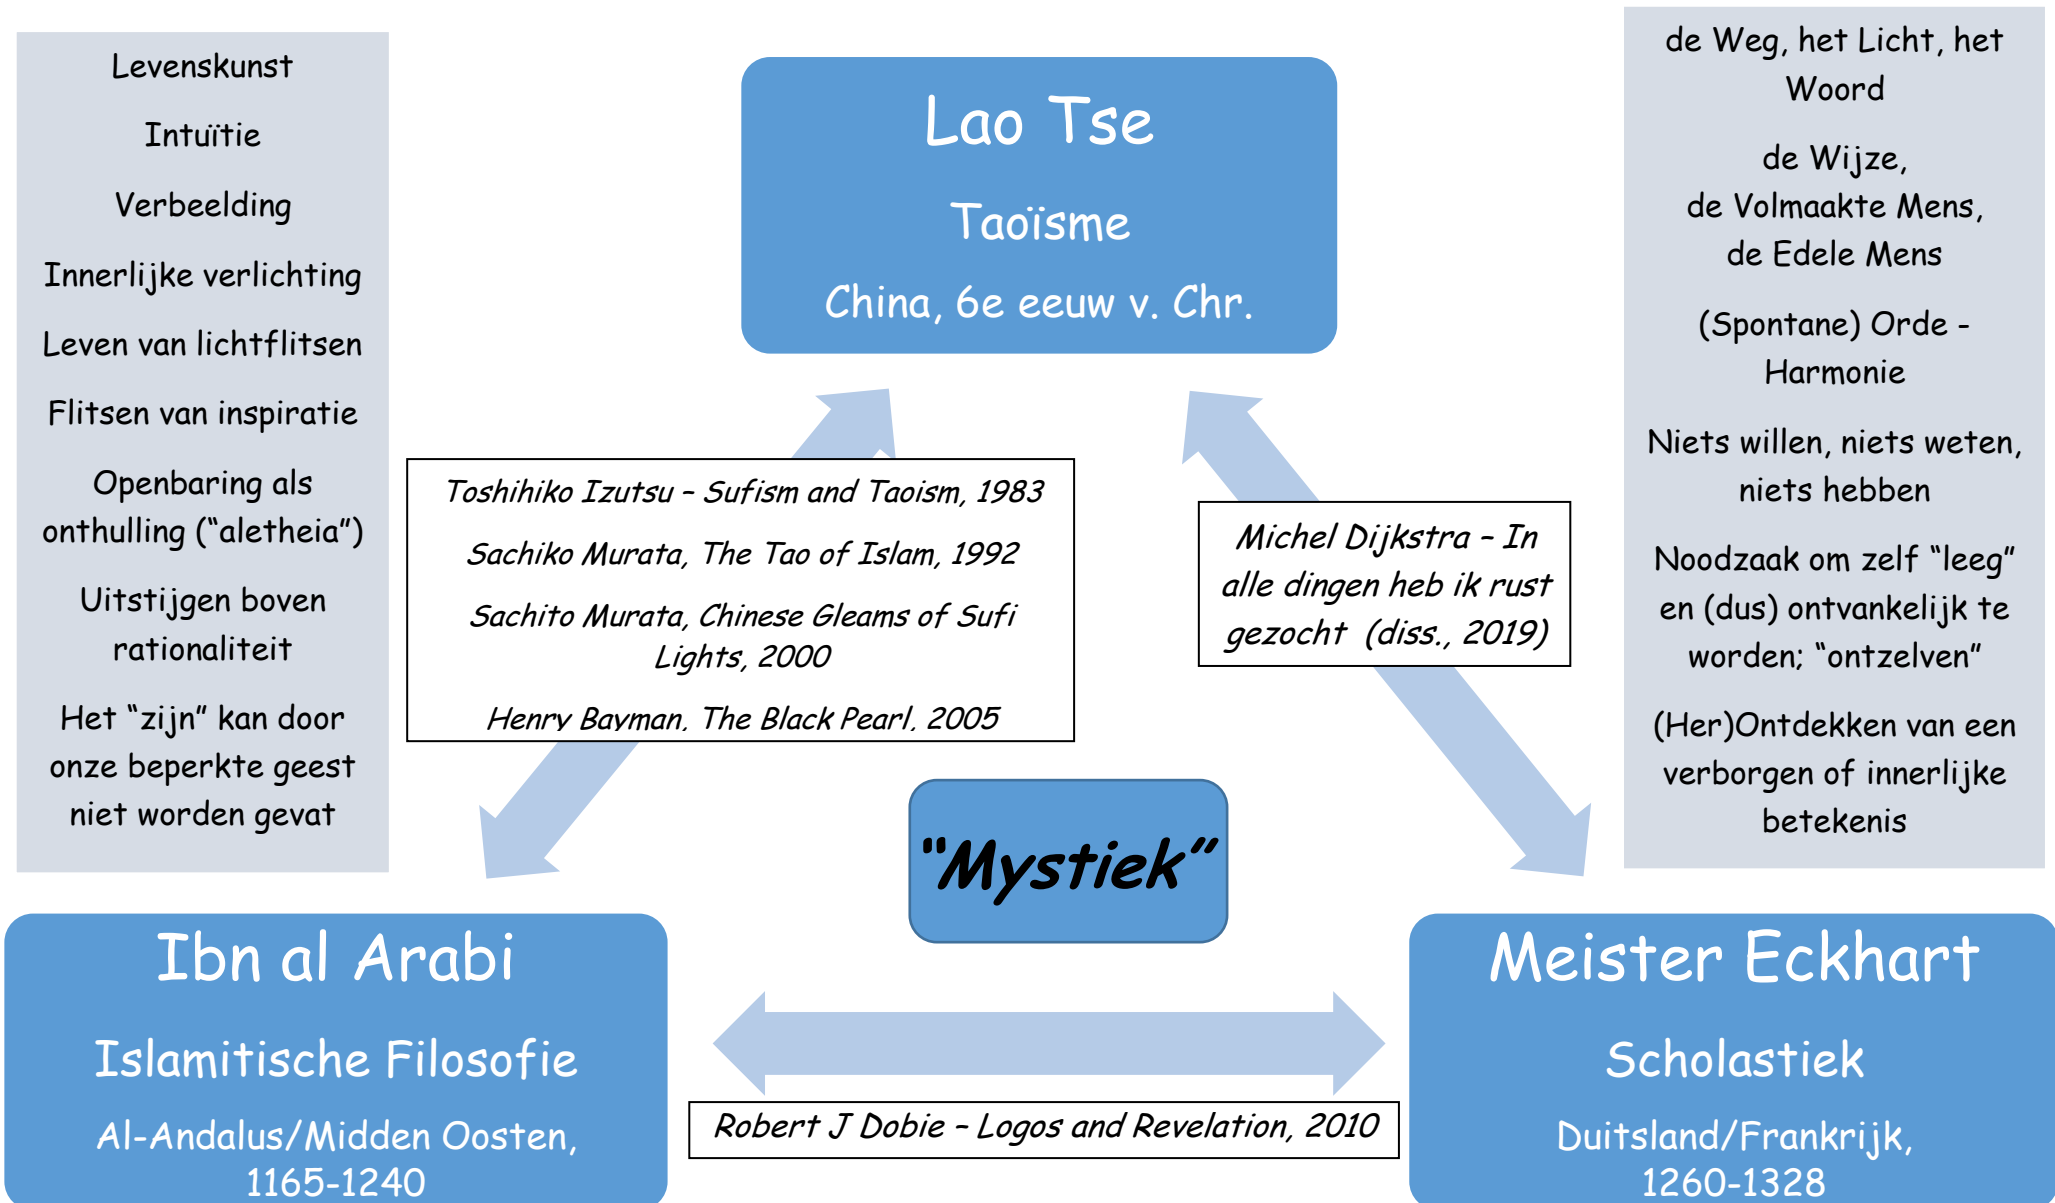 Levenskunst
Intuïtie
Verbeelding
Innerlijke verlichting
Leven van lichtflitsen
Flitsen van inspiratie
Openbaring als
onthulling (“aletheia”)
Uitstijgen boven
rationaliteit
Het “zijn” kan door
onze beperkte geest
niet worden gevat
Lao Tse
Taoïsme
China, 6e eeuw v. Chr.
de Weg, het Licht, het
Woord
de Wijze,
de Volmaakte Mens,
de Edele Mens
(Spontane) Orde -
Harmonie
Niets willen, niets weten,
niets hebben
Noodzaak om zelf “leeg”
en (dus) ontvankelijk te
worden; “ontzelven”
(Her)Ontdekken van een
verborgen of innerlijke
betekenis
Toshihiko Izutsu – Sufism and Taoism, 1983
Sachiko Murata, The Tao of Islam, 1992
Sachito Murata, Chinese Gleams of Sufi
Lights, 2000
Henry Bayman, The Black Pearl, 2005
Michel Dijkstra – In
alle dingen heb ik rust
gezocht (diss., 2019)
“Mystiek”
Ibn al Arabi
Islamitische Filosofie
Al-Andalus/Midden Oosten,
1165-1240
Robert J Dobie – Logos and Revelation, 2010
Meister Eckhart
Scholastiek
Duitsland/Frankrijk,
1260-1328